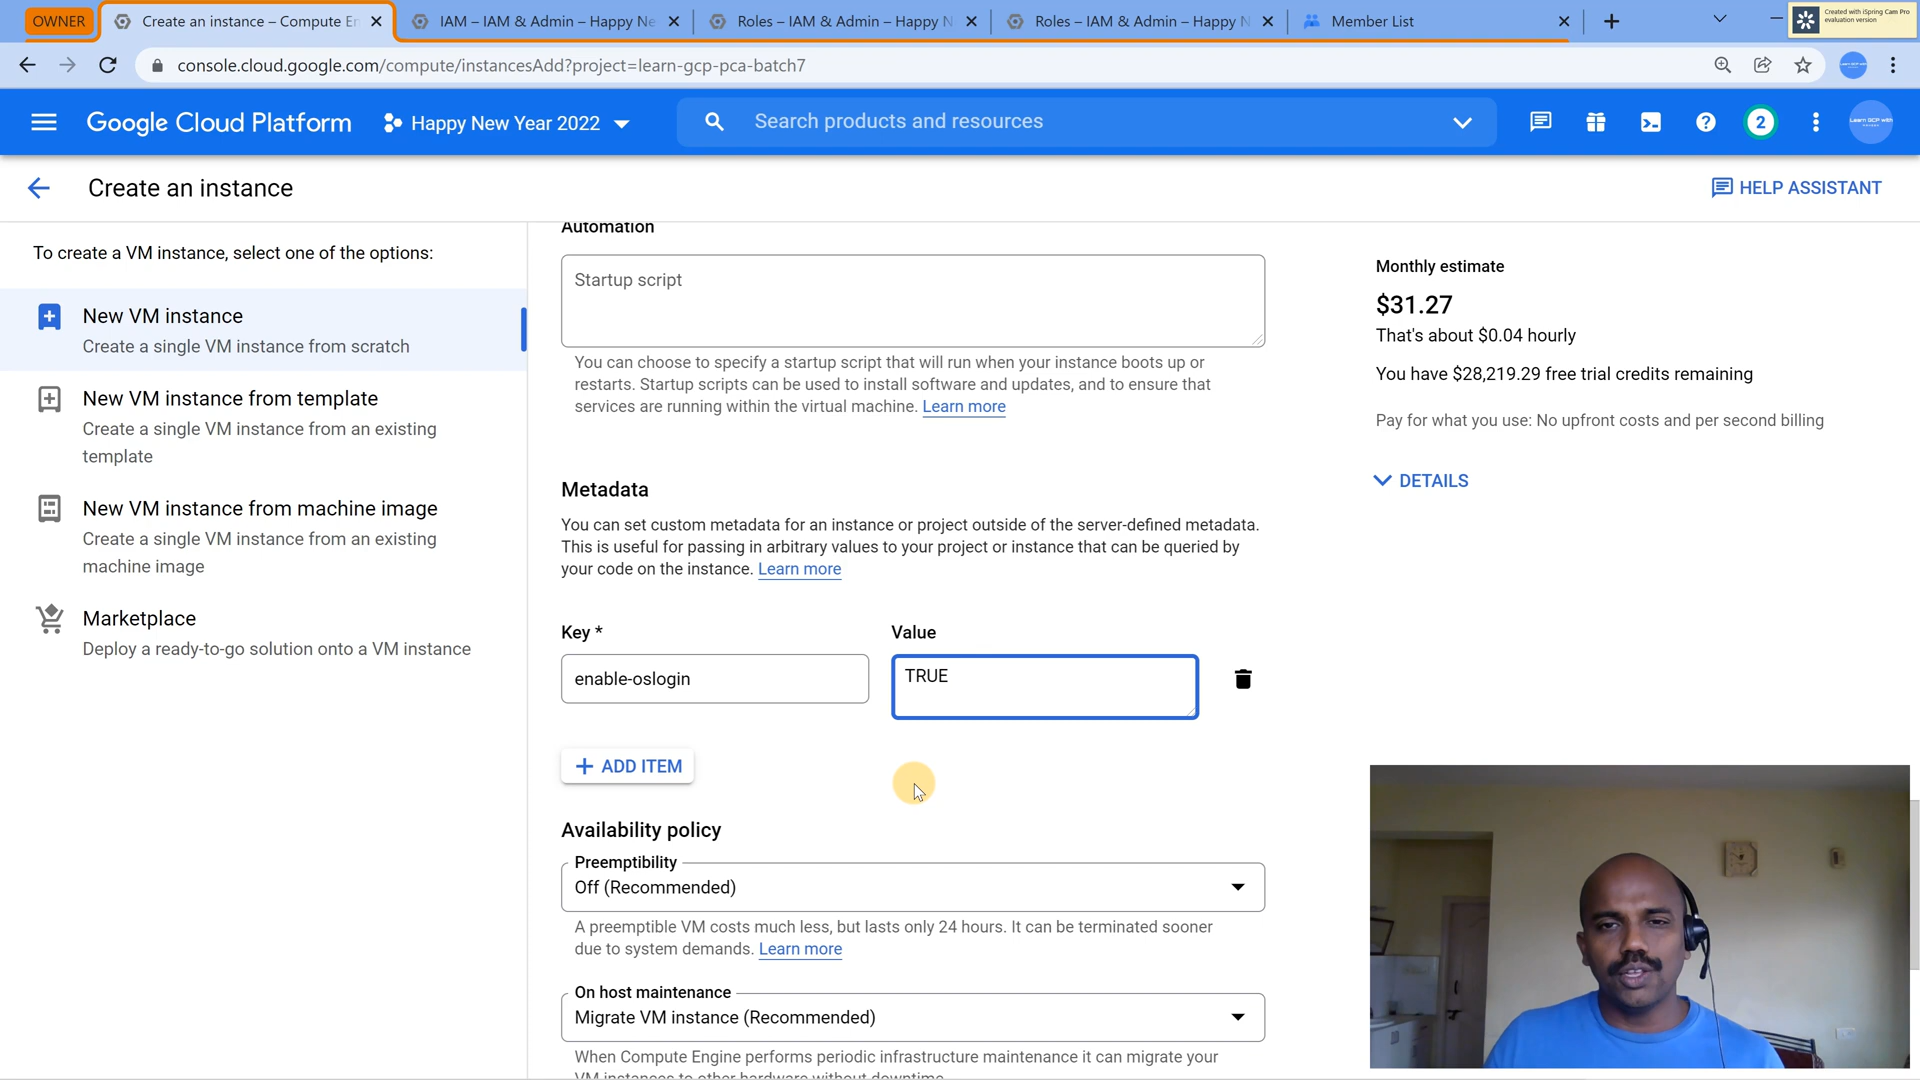 OWNER
Create an instance – Compute En
IAM – IAM & Admin – Happy Ne
Roles – IAM & Admin – Happy N
Roles – IAM & Admin – Happy N
Member List
Created with iSpring Cam Pro
evaluation version
console.cloud.google.com/compute/instancesAdd?project=learn-gcp-pca-batch7
Google Cloud Platform
Happy New Year 2022
Search products and resources
2
Create an instance
HELP ASSISTANT
To create a VM instance, select one of the options:
New VM instance
Create a single VM instance from scratch
New VM instance from template
Create a single VM instance from an existing
template
New VM instance from machine image
Create a single VM instance from an existing
machine image
Marketplace
Deploy a ready-to-go solution onto a VM instance
Automation
Startup script
You can choose to specify a startup script that will run when your instance boots up or
restarts. Startup scripts can be used to install software and updates, and to ensure that
services are running within the virtual machine. Learn more
Metadata
You can set custom metadata for an instance or project outside of the server-defined metadata.
This is useful for passing in arbitrary values to your project or instance that can be queried by
your code on the instance. Learn more
Key *
Value
enable-oslogin
TRUE
ADD ITEM
Availability policy
Preemptibility
Off (Recommended)
A preemptible VM costs much less, but lasts only 24 hours. It can be terminated sooner
due to system demands. Learn more
On host maintenance
Migrate VM instance (Recommended)
When Compute Engine performs periodic infrastructure maintenance it can migrate your
VM instances to other hardware without downtime
Monthly estimate
$31.27
That's about $0.04 hourly
You have $28,219.29 free trial credits remaining
Pay for what you use: No upfront costs and per second billing
DETAILS